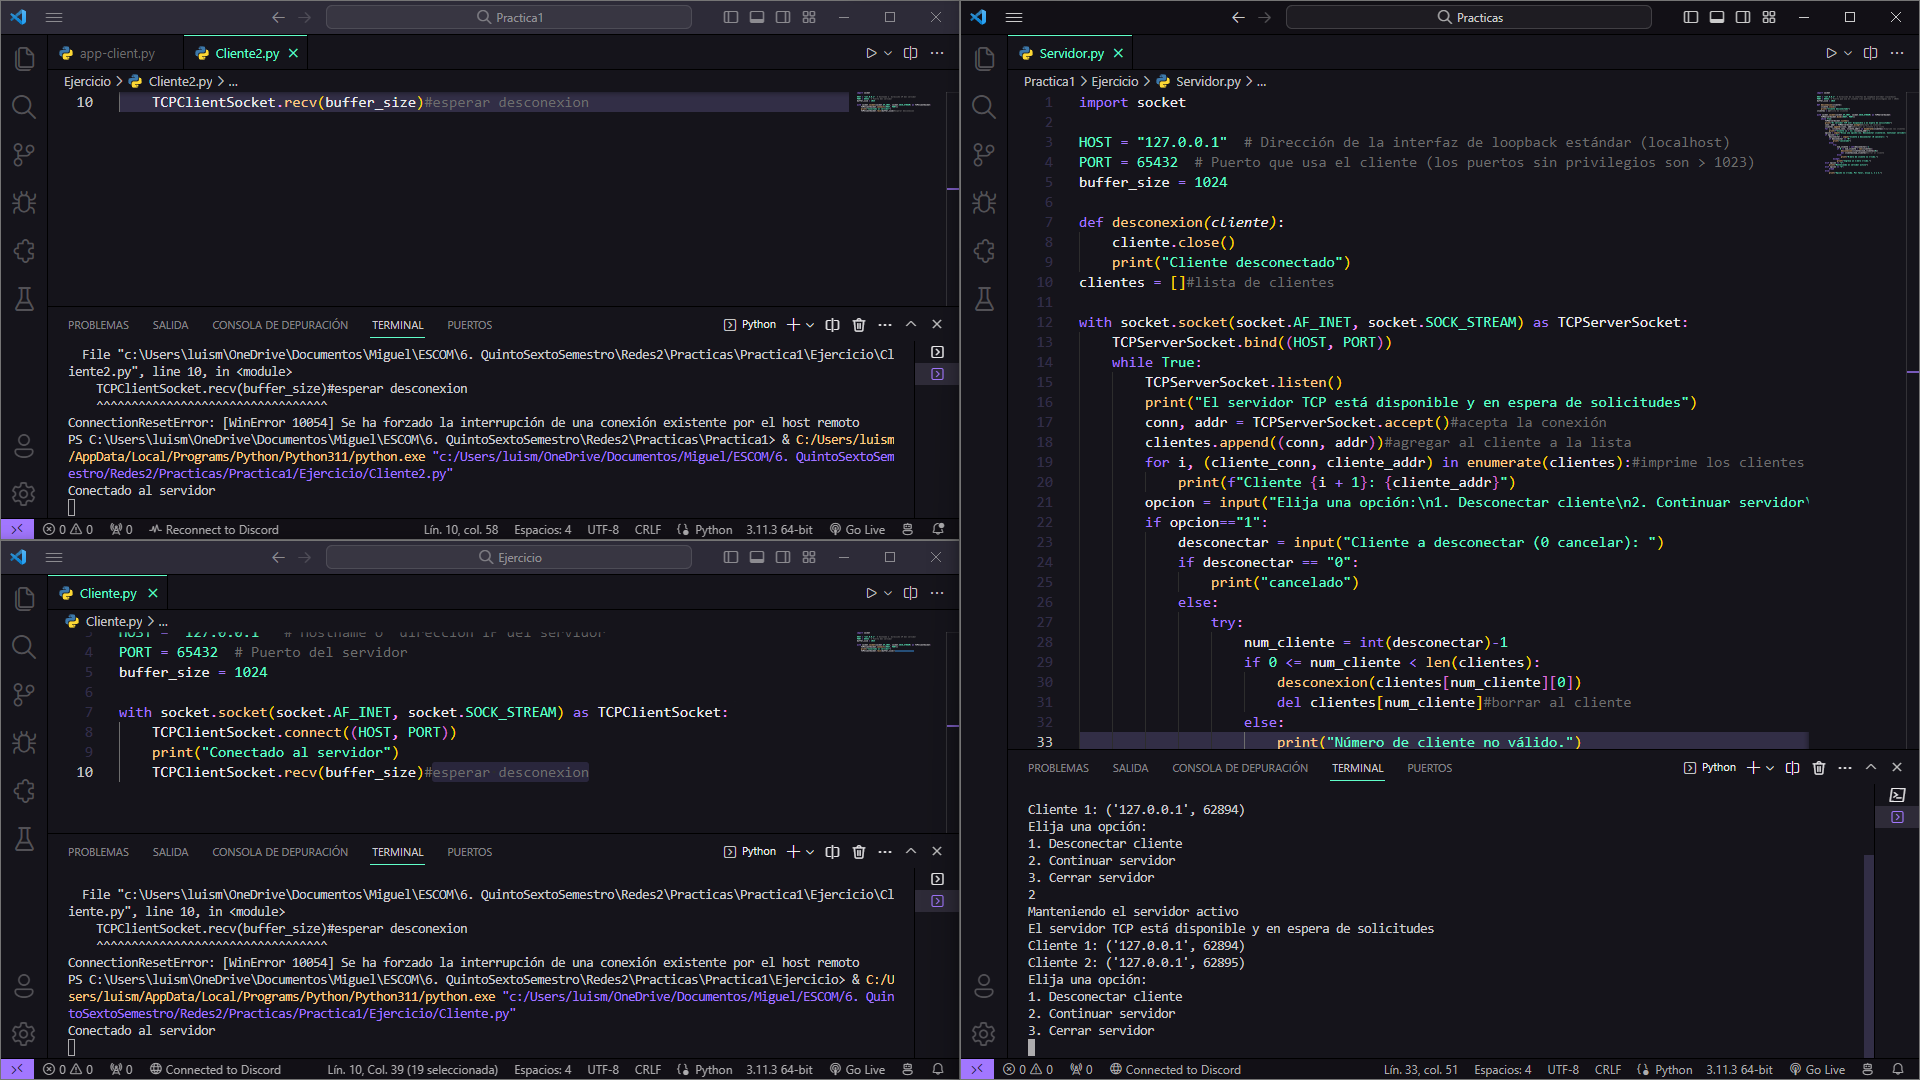 Practica1
app-client.py
Cliente2.py
Ejercicio > Cliente2.py > ...
10 TCPClientSocket.recv(buffer_size)#esperar desconexion
PROBLEMAS SALIDA CONSOLA DE DEPURACIÓN TERMINAL PUERTOS
Python
File "c:\Users\luism\OneDrive\Documentos\Miguel\ESCOM\6. QuintoSextoSemestro\Redes2\Practicas\Practica1\Ejercicio\Cl
iente2.py", line 10, in <module>
TCPClientSocket.recv(buffer_size)#esperar desconexion
^^^^^^^^^^^^^^^^^^^^^^^^^^^^^^^^^
ConnectionResetError: [WinError 10054] Se ha forzado la interrupción de una conexión existente por el host remoto
PS C:\Users\luism\OneDrive\Documentos\Miguel\ESCOM\6. QuintoSextoSemestro\Redes2\Practicas\Practica1> & C:/Users/luism
/AppData/Local/Programs/Python/Python311/python.exe "c:/Users/luism/OneDrive/Documentos/Miguel/ESCOM/6. QuintoSextoSem
estro/Redes2/Practicas/Practica1/Ejercicio/Cliente2.py"
Conectado al servidor
0 0 0 Reconnect to Discord Lín. 10, col. 58 Espacios: 4 UTF-8 CRLF Python 3.11.3 64-bit Go Live
Ejercicio
Cliente.py
Cliente.py > ...
3 HOST = "127.0.0.1" # Hostname o dirección IP del servidor
4 PORT = 65432 # Puerto del servidor
5 buffer_size = 1024
6
7 with socket.socket(socket.AF_INET, socket.SOCK_STREAM) as TCPClientSocket:
8 TCPClientSocket.connect((HOST, PORT))
9 print("Conectado al servidor")
10 TCPClientSocket.recv(buffer_size)#esperar desconexion
PROBLEMAS SALIDA CONSOLA DE DEPURACIÓN TERMINAL PUERTOS
Python
File "c:\Users\luism\OneDrive\Documentos\Miguel\ESCOM\6. QuintoSextoSemestro\Redes2\Practicas\Practica1\Ejercicio\Cl
iente.py", line 10, in <module>
TCPClientSocket.recv(buffer_size)#esperar desconexion
^^^^^^^^^^^^^^^^^^^^^^^^^^^^^^^^^
ConnectionResetError: [WinError 10054] Se ha forzado la interrupción de una conexión existente por el host remoto
PS C:\Users\luism\OneDrive\Documentos\Miguel\ESCOM\6. QuintoSextoSemestro\Redes2\Practicas\Practica1\Ejercicio> & C:/U
sers/luism/AppData/Local/Programs/Python/Python311/python.exe "c:/Users/luism/OneDrive/Documentos/Miguel/ESCOM/6. Quin
toSextoSemestro/Redes2/Practicas/Practica1/Ejercicio/Cliente.py"
Conectado al servidor
0 0 0 Connected to Discord Lín. 10, Col. 39 (19 seleccionada) Espacios: 4 UTF-8 CRLF Python 3.11.3 64-bit Go Live
Practicas
Servidor.py
Practica1 > Ejercicio > Servidor.py > ...
1 import socket
2
3 HOST = "127.0.0.1" # Dirección de la interfaz de loopback estándar (localhost)
4 PORT = 65432 # Puerto que usa el cliente (los puertos sin privilegios son > 1023)
5 buffer_size = 1024
6
7 def desconexion(cliente):
8 cliente.close()
9 print("Cliente desconectado")
10 clientes = []#lista de clientes
11
12 with socket.socket(socket.AF_INET, socket.SOCK_STREAM) as TCPServerSocket:
13 TCPServerSocket.bind((HOST, PORT))
14 while True:
15 TCPServerSocket.listen()
16 print("El servidor TCP está disponible y en espera de solicitudes")
17 conn, addr = TCPServerSocket.accept()#acepta la conexión
18 clientes.append((conn, addr))#agregar al cliente a la lista
19 for i, (cliente_conn, cliente_addr) in enumerate(clientes):#imprime los clientes
20 print(f"Cliente {i + 1}: {cliente_addr}")
21 opcion = input("Elija una opción:\n1. Desconectar cliente\n2. Continuar servidor\
22 if opcion=="1":
23 desconectar = input("Cliente a desconectar (0 cancelar): ")
24 if desconectar == "0":
25 print("cancelado")
26 else:
27 try:
28 num_cliente = int(desconectar)-1
29 if 0 <= num_cliente < len(clientes):
30 desconexion(clientes[num_cliente][0])
31 del clientes[num_cliente]#borrar al cliente
32 else:
33 print("Número de cliente no válido.")
PROBLEMAS SALIDA CONSOLA DE DEPURACIÓN TERMINAL PUERTOS
Python
Cliente 1: ('127.0.0.1', 62894)
Elija una opción:
1. Desconectar cliente
2. Continuar servidor
3. Cerrar servidor
2
Manteniendo el servidor activo
El servidor TCP está disponible y en espera de solicitudes
Cliente 1: ('127.0.0.1', 62894)
Cliente 2: ('127.0.0.1', 62895)
Elija una opción:
1. Desconectar cliente
2. Continuar servidor
3. Cerrar servidor
0 0 0 Connected to Discord Lín. 33, col. 51 Espacios: 4 UTF-8 CRLF Python 3.11.3 64-bit Go Live